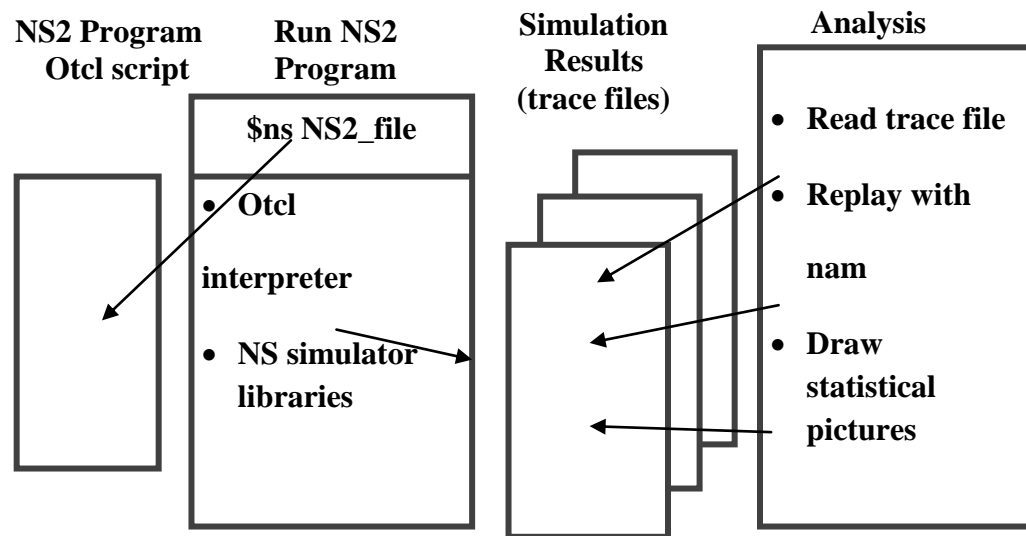 NS2 Program
Otcl script
Run NS2
Program
$ns NS2_file
• Otcl
interpreter
• NS simulator
libraries
Simulation
Results
(trace files)
Analysis
• Read trace file
• Replay with
nam
• Draw
statistical
pictures